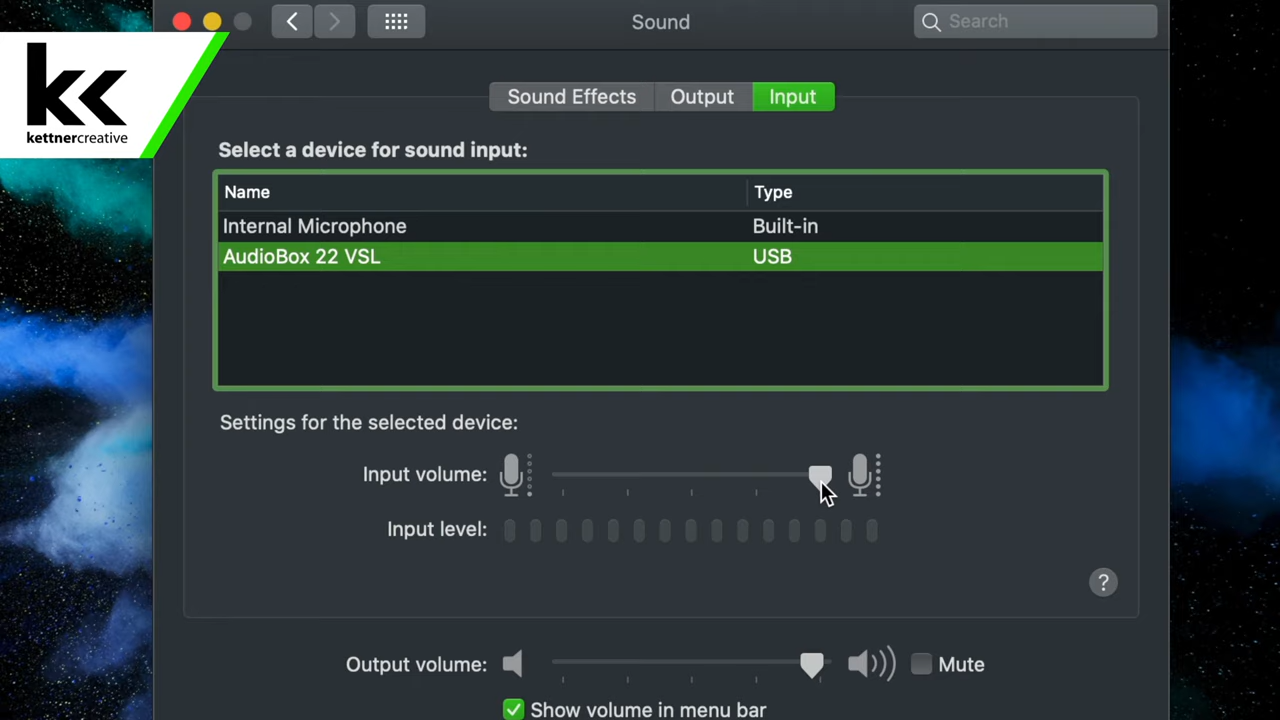 Sound
Search
kettnercreative
Sound Effects
Output
Input
Select a device for sound input:
Name
Type
Internal Microphone
Built-in
AudioBox 22 VSL
USB
Settings for the selected device:
Input volume:
Input level:
?
Output volume:
Mute
Show volume in menu bar